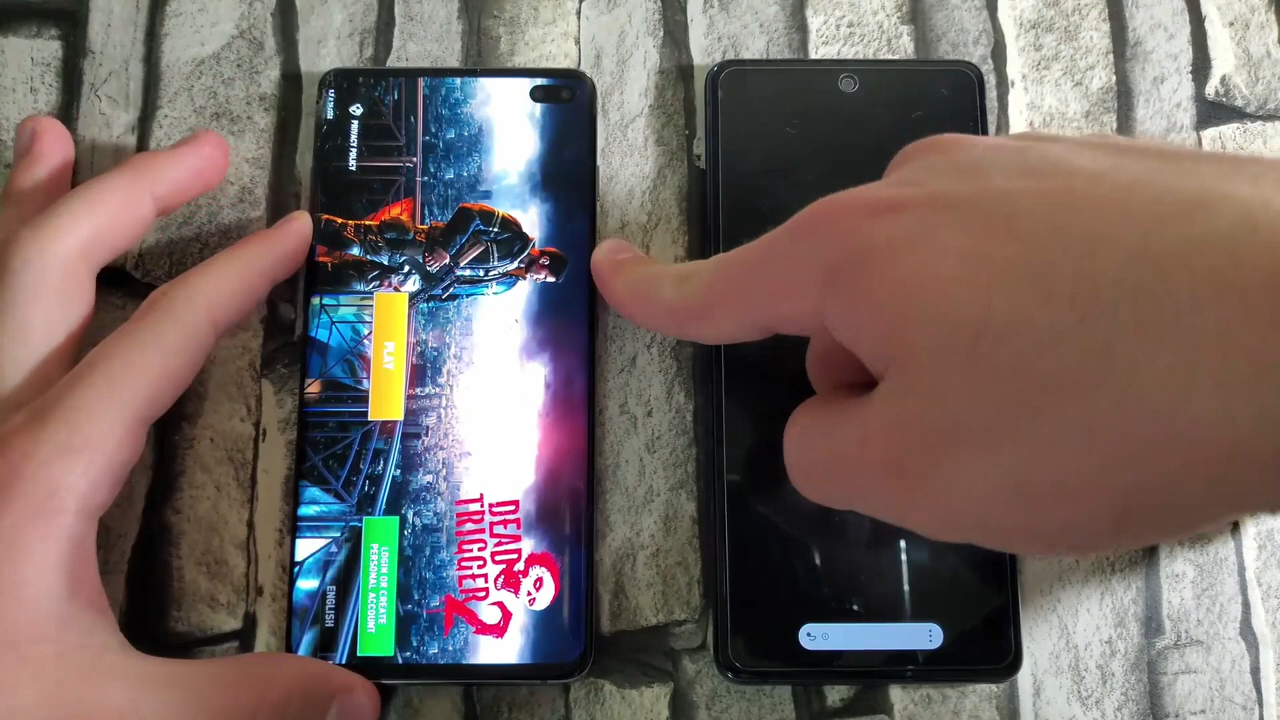 PRIVACY POLICY
PLAY
DEAD
TRIGGER 2
LOGIN OR CREATE
PERSONAL ACCOUNT
ENGLISH